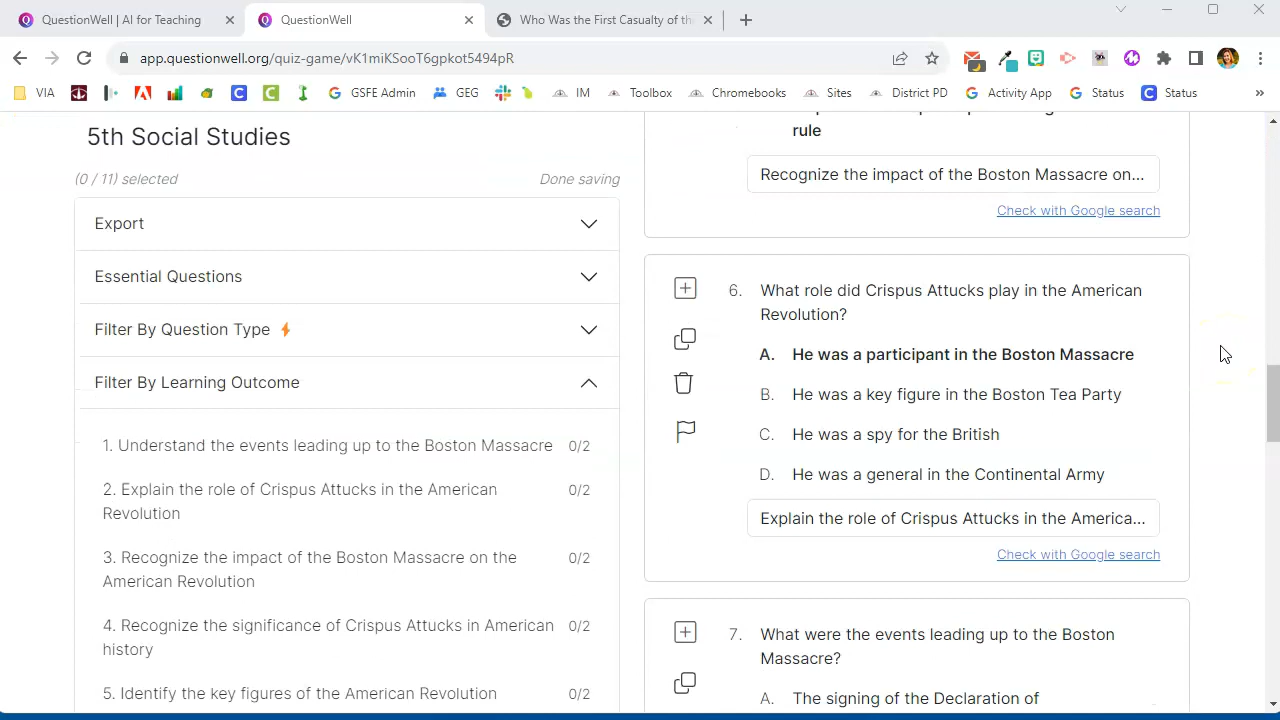 QuestionWell | AI for Teaching
QuestionWell
Who Was the First Casualty of th
app.questionwell.org/quiz-game/vK1miKSooT6gpkot5494pR
VIA
GSFE Admin
GEG
IM
Toolbox
Chromebooks
Sites
District PD
Activity App
Status
Status
»
5th Social Studies
(0 / 11) selected
Done saving
Export
Essential Questions
Filter By Question Type
Filter By Learning Outcome
1. Understand the events leading up to the Boston Massacre 0/2
2. Explain the role of Crispus Attucks in the American 0/2
Revolution
3. Recognize the impact of the Boston Massacre on the 0/2
American Revolution
4. Recognize the significance of Crispus Attucks in American 0/2
history
5. Identify the key figures of the American Revolution 0/2
rule
Recognize the impact of the Boston Massacre on...
Check with Google search
6. What role did Crispus Attucks play in the American
Revolution?
A. He was a participant in the Boston Massacre
B. He was a key figure in the Boston Tea Party
C. He was a spy for the British
D. He was a general in the Continental Army
Explain the role of Crispus Attucks in the America...
Check with Google search
7. What were the events leading up to the Boston
Massacre?
A. The signing of the Declaration of